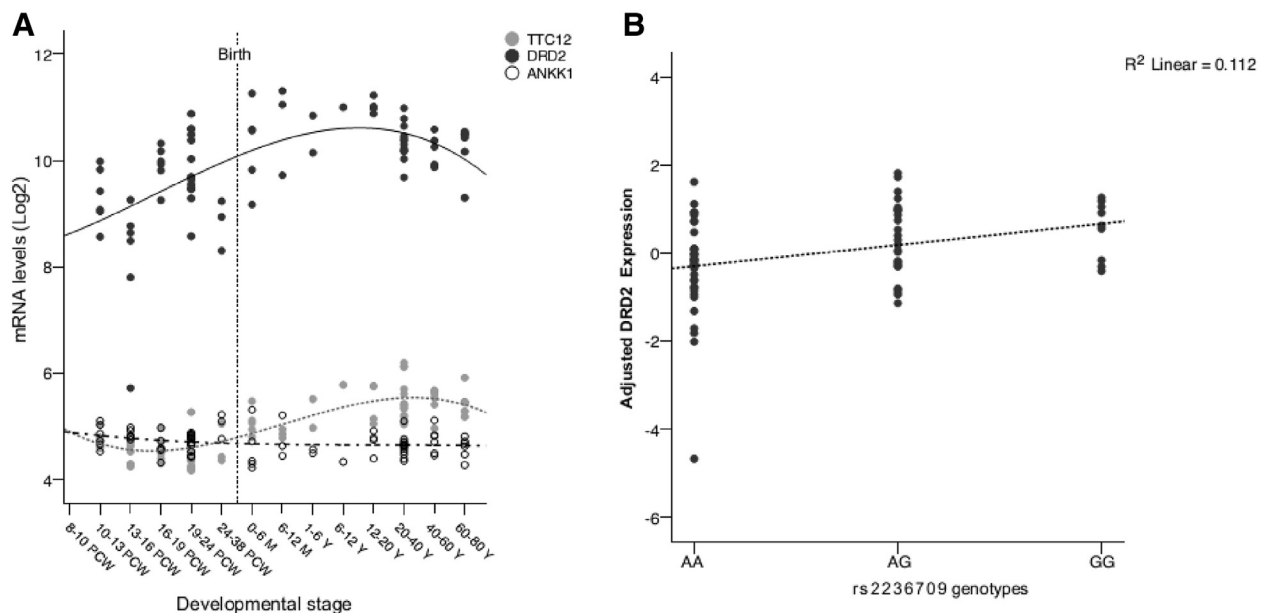 A
12
10
8
6
4
mRNA levels (Log2)
Birth
TTC12
DRD2
ANKK1
8-10 PCW
10-13 PCW
13-16 PCW
16-19 PCW
19-24 PCW
24-38 PCW
0-6 M
6-12 M
1-6 Y
6-12 Y
12-20 Y
20-40 Y
40-60 Y
60-80 Y
Developmental stage
B
R² Linear = 0.112
4
2
0
-2
-4
-6
Adjusted DRD2 Expression
AA
AG
GG
rs2236709 genotypes